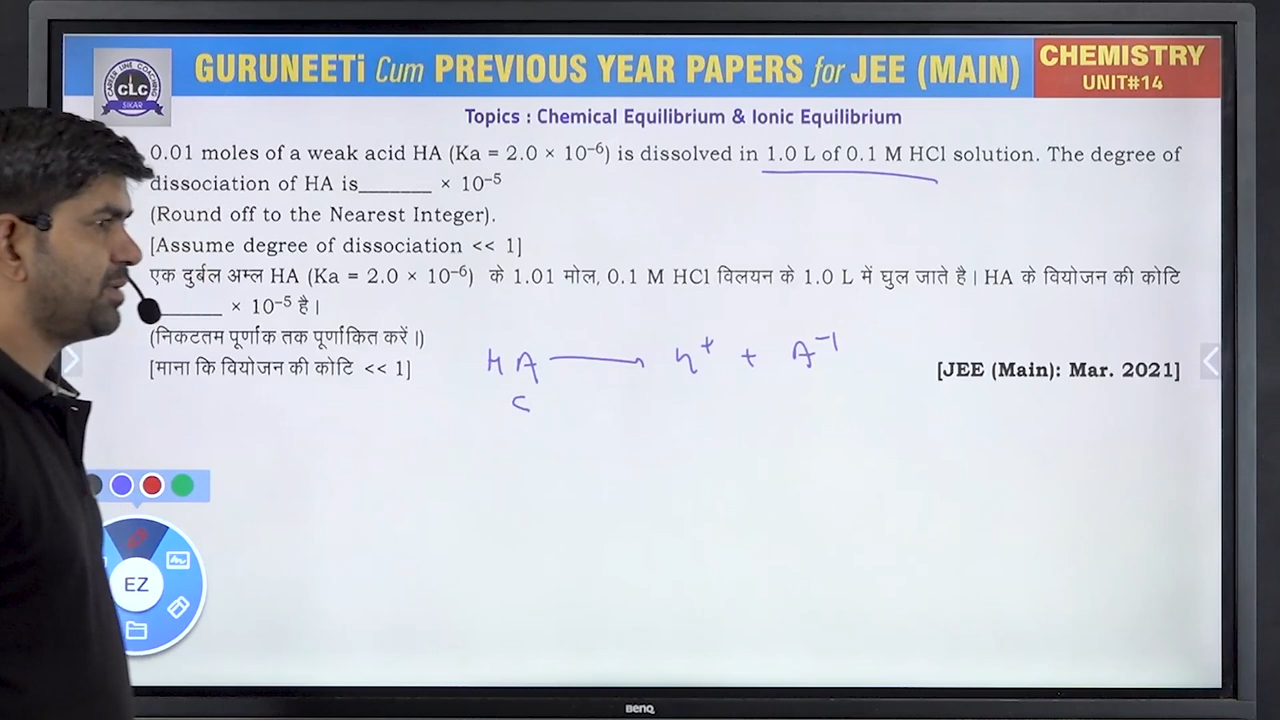 GURUNEETi Cum PREVIOUS YEAR PAPERS for JEE (MAIN)
CHEMISTRY
UNIT#14
CLC
SIKAR
Topics : Chemical Equilibrium & Ionic Equilibrium
0.01 moles of a weak acid HA (Ka = 2.0 × 10⁻⁶) is dissolved in 1.0 L of 0.1 M HCl solution. The degree of
dissociation of HA is_______ × 10⁻⁵
(Round off to the Nearest Integer).
[Assume degree of dissociation << 1]
एक दुर्बल अम्ल HA (Ka = 2.0 × 10⁻⁶) के 1.01 मोल, 0.1 M HCl विलयन के 1.0 L में घुल जाते है। HA के वियोजन की कोटि
______ × 10⁻⁵ है।
(निकटतम पूर्णांक तक पूर्णांकित करें।)
[माना कि वियोजन की कोटि << 1]
[JEE (Main): Mar. 2021]
HA ⟶ H⁺ + A⁻¹
C
EZ
BenQ